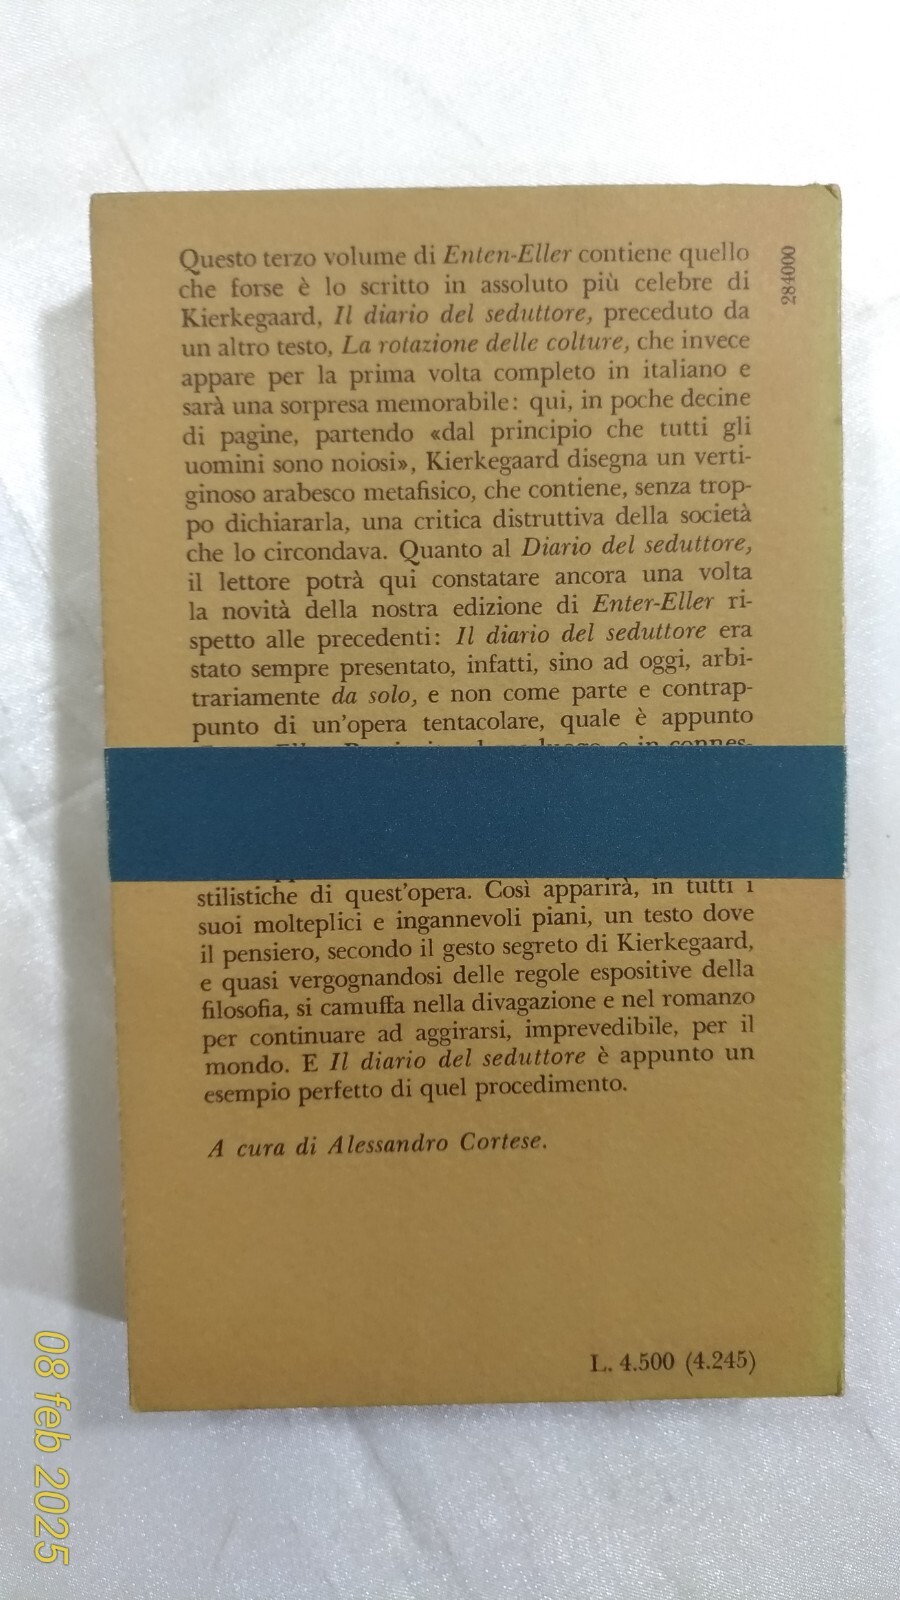 Questo terzo volume di Enten-Eller contiene quello
che forse è lo scritto in assoluto più celebre di
Kierkegaard, Il diario del seduttore, preceduto da
un altro testo, La rotazione delle colture, che invece
appare per la prima volta completo in italiano e
sarà una sorpresa memorabile: qui, in poche decine
di pagine, partendo «dal principio che tutti gli
uomini sono noiosi», Kierkegaard disegna un verti-
ginoso arabesco metafisico, che contiene, senza trop-
po dichiararla, una critica distruttiva della società
che lo circondava. Quanto al Diario del seduttore,
il lettore potrà qui constatare ancora una volta
la novità della nostra edizione di Enter-Eller ri-
spetto alle precedenti: Il diario del seduttore era
stato sempre presentato, infatti, sino ad oggi, arbi-
trariamente da solo, e non come parte e contrap-
punto di un'opera tentacolare, quale è appunto
luogo, e in connes-
stilistiche di quest'opera. Così apparirà, in tutti i
suoi molteplici e ingannevoli piani, un testo dove
il pensiero, secondo il gesto segreto di Kierkegaard,
e quasi vergognandosi delle regole espositive della
filosofia, si camuffa nella divagazione e nel romanzo
per continuare ad aggirarsi, imprevedibile, per il
mondo. E Il diario del seduttore è appunto un
esempio perfetto di quel procedimento.
A cura di Alessandro Cortese.
L. 4.500 (4.245)
284000
08 feb 2025